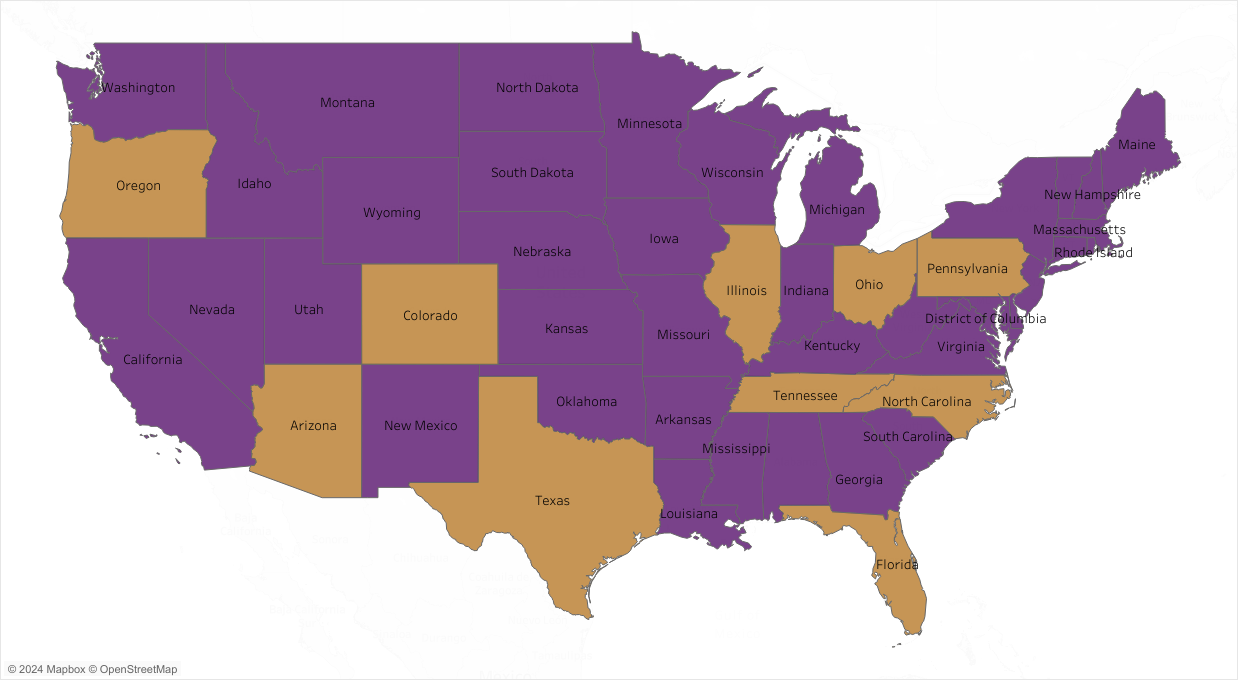 Washington
Montana
North Dakota
Minnesota
Maine
Oregon
Idaho
South Dakota
Wisconsin
New Hampshire
Wyoming
Michigan
Massachusetts
Nebraska
Iowa
Rhode Island
Pennsylvania
Nevada
Utah
Colorado
Illinois
Indiana
Ohio
District of Columbia
California
Kansas
Missouri
Kentucky
Virginia
Arizona
New Mexico
Oklahoma
Arkansas
Tennessee
North Carolina
Mississippi
South Carolina
Georgia
Texas
Louisiana
Florida
© 2024 Mapbox © OpenStreetMap